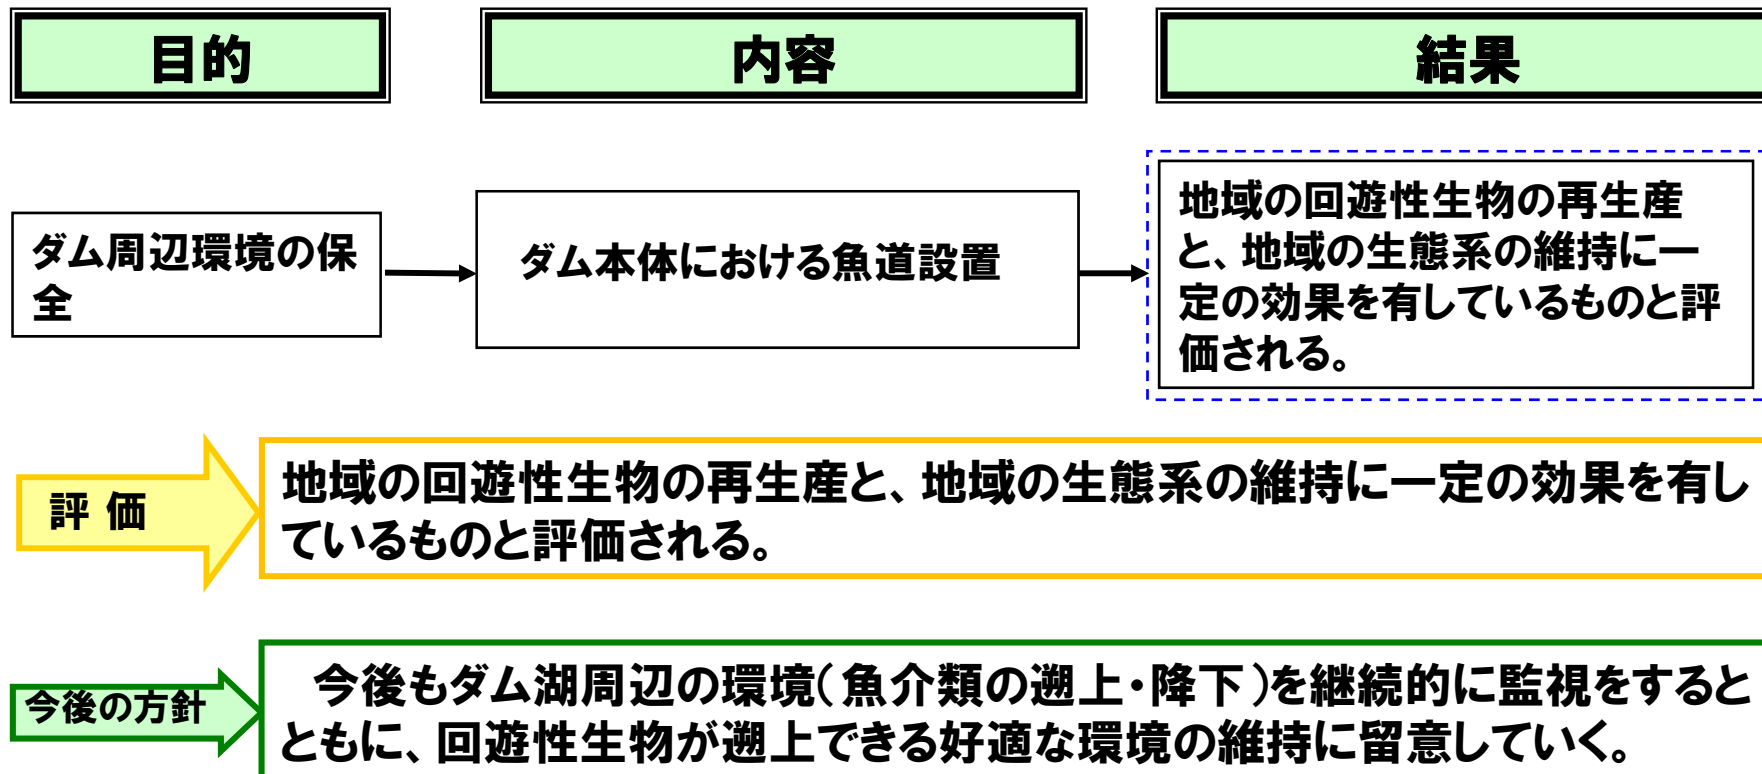 目的
内容
結果
ダム周辺環境の保
全
ダム本体における魚道設置
地域の回遊性生物の再生産
と、地域の生態系の維持に一
定の効果を有しているものと評
価される。
評 価
地域の回遊性生物の再生産と、地域の生態系の維持に一定の効果を有し
ているものと評価される。
今後の方針
今後もダム湖周辺の環境(魚介類の遡上・降下)を継続的に監視をすると
ともに、回遊性生物が遡上できる好適な環境の維持に留意していく。